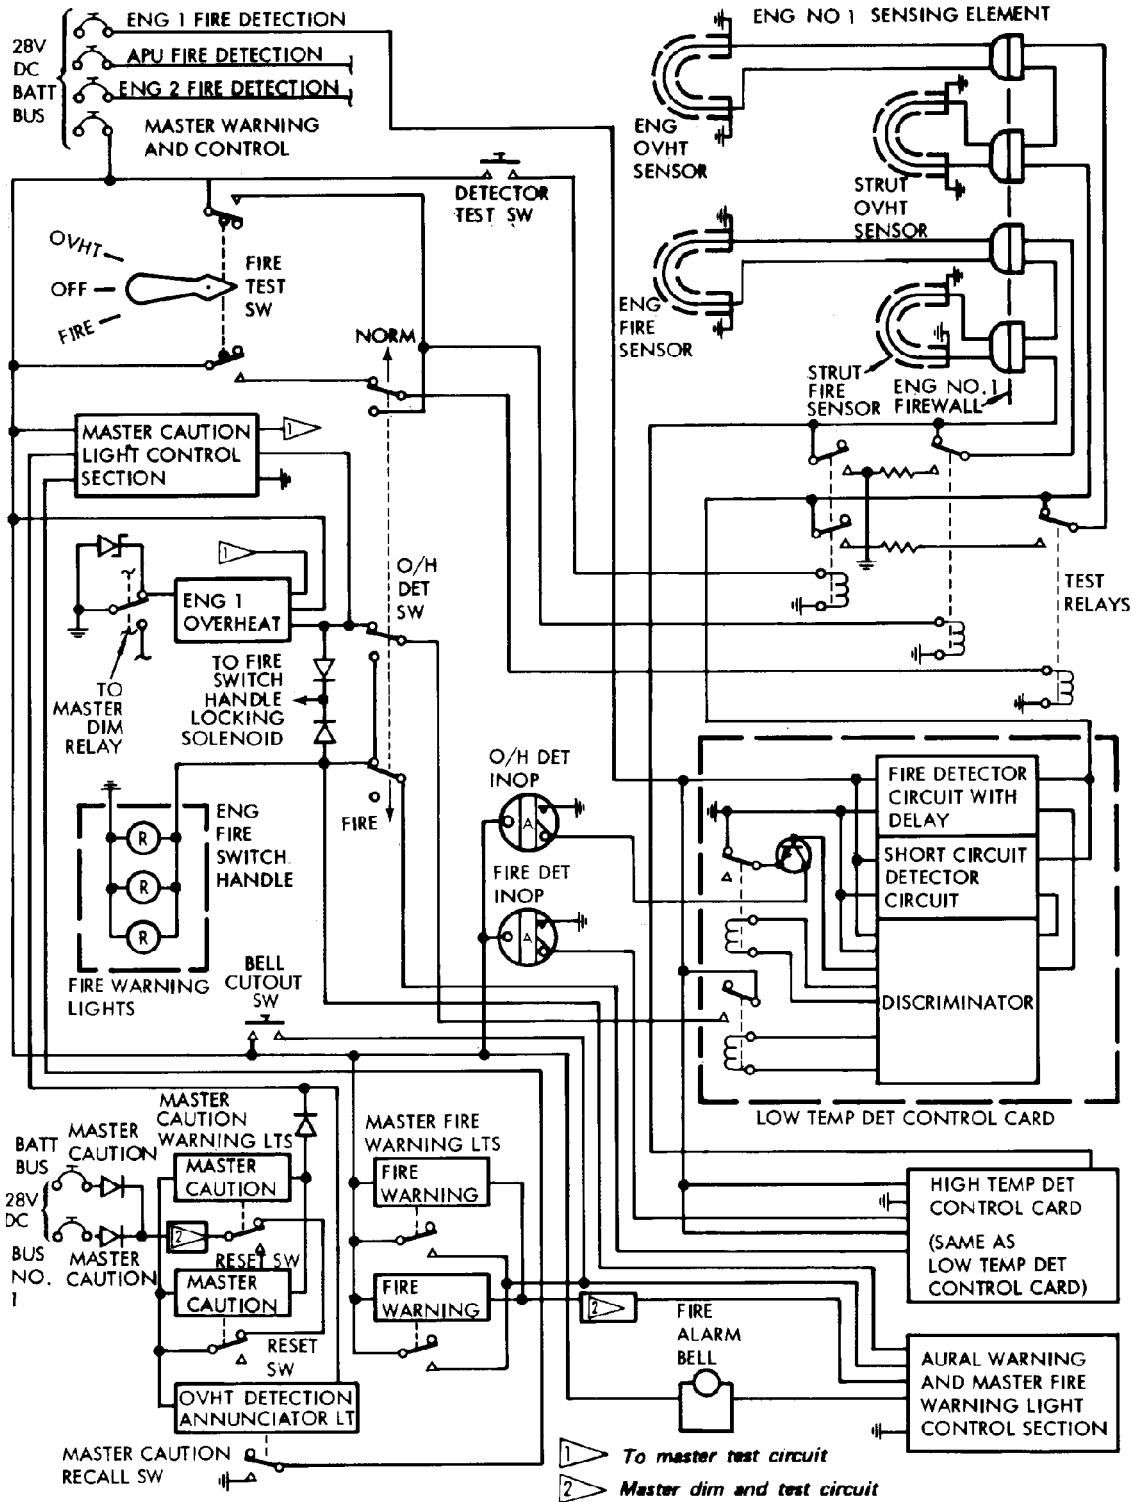 ENG 1 FIRE DETECTION
28V
DC
BATT
BUS
APU FIRE DETECTION
ENG 2 FIRE DETECTION
MASTER WARNING
AND CONTROL
DETECTOR
TEST SW
ENG NO 1 SENSING ELEMENT
ENG
OVHT
SENSOR
STRUT
OVHT
SENSOR
ENG
FIRE
SENSOR
STRUT
FIRE
SENSOR
ENG NO. 1
FIREWALL
OVHT
OFF
FIRE
FIRE
TEST
SW
NORM
MASTER CAUTION
LIGHT CONTROL
SECTION
1
1
ENG 1
OVERHEAT
O/H
DET
SW
TEST
RELAYS
TO
MASTER
DIM
RELAY
TO FIRE
SWITCH
HANDLE
LOCKING
SOLENOID
FIRE
ENG
FIRE
SWITCH
HANDLE
R
R
R
FIRE WARNING
LIGHTS
O/H DET
INOP
A
FIRE DET
INOP
A
FIRE DETECTOR
CIRCUIT WITH
DELAY
SHORT CIRCUIT
DETECTOR
CIRCUIT
DISCRIMINATOR
LOW TEMP DET CONTROL CARD
BELL
CUTOUT
SW
MASTER
CAUTION
WARNING LTS
BATT
BUS
MASTER
CAUTION
28V
DC
BUS
NO.
1
MASTER
CAUTION
MASTER
CAUTION
2
RESET SW
MASTER
CAUTION
RESET
SW
OVHT DETECTION
ANNUNCIATOR LT
MASTER CAUTION
RECALL SW
MASTER FIRE
WARNING LTS
FIRE
WARNING
FIRE
WARNING
2
FIRE
ALARM
BELL
HIGH TEMP DET
CONTROL CARD
(SAME AS
LOW TEMP DET
CONTROL CARD)
AURAL WARNING
AND MASTER FIRE
WARNING LIGHT
CONTROL SECTION
1 To master test circuit
2 Master dim and test circuit